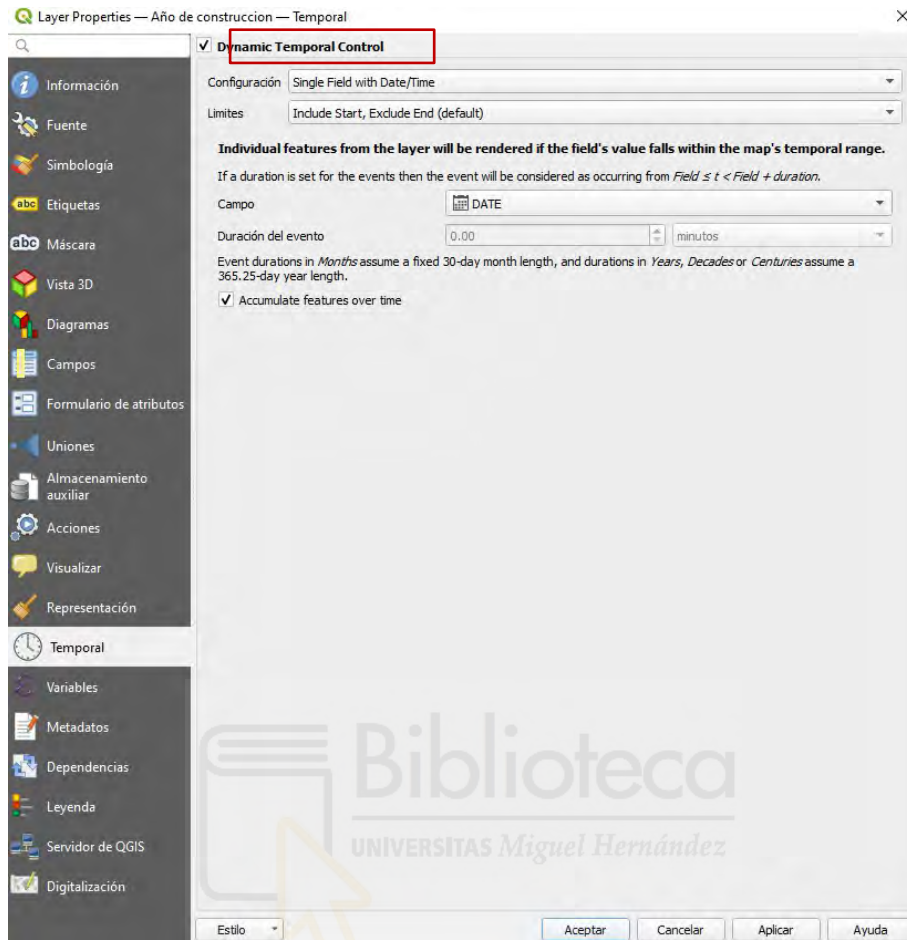 Layer Properties — Año de construccion — Temporal
Información
Fuente
Simbología
abc Etiquetas
abc Máscara
Vista 3D
Diagramas
Campos
Formulario de atributos
Uniones
Almacenamiento
auxiliar
Acciones
Visualizar
Representación
Temporal
Variables
Metadatos
Dependencias
Leyenda
Servidor de QGIS
Digitalización
Dynamic Temporal Control
Configuración Single Field with Date/Time
Limites Include Start, Exclude End (default)
Individual features from the layer will be rendered if the field's value falls within the map's temporal range.
If a duration is set for the events then the event will be considered as occurring from Field ≤ t < Field + duration.
Campo DATE
Duración del evento 0.00 minutos
Event durations in Months assume a fixed 30-day month length, and durations in Years, Decades or Centuries assume a
365.25-day year length.
Accumulate features over time
Biblioteca
UNIVERSITAS Miguel Hernández
Estilo Aceptar Cancelar Aplicar Ayuda